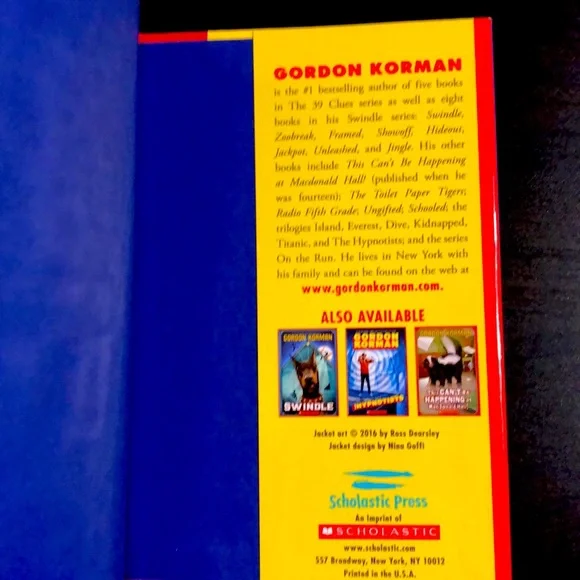 GORDON KORMAN
is the #1 bestselling author of five books
in The 39 Clues series as well as eight
books in his Swindle series: Swindle,
Zoobreak, Framed, Showoff, Hideout,
Jackpot, Unleashed, and Jingle. His other
books include This Can't Be Happening
at Macdonald Hall! (published when he
was fourteen); The Toilet Paper Tigers;
Radio Fifth Grade; Ungifted; Schooled; the
trilogies Island, Everest, Dive, Kidnapped,
Titanic, and The Hypnotists; and the series
On the Run. He lives in New York with
his family and can be found on the web at
www.gordonkorman.com.
ALSO AVAILABLE
GORDON KORMAN
SWINDLE
GORDON
KORMAN
HYPNOTISTS
GORDON KORMAN
CAN'T BE
HAPPENING
Jacket art © 2016 by Ross Dearsley
Jacket design by Nina Goffi
Scholastic Press
An Imprint of
SCHOLASTIC
www.scholastic.com
557 Broadway, New York, NY 10012
Printed in the U.S.A.